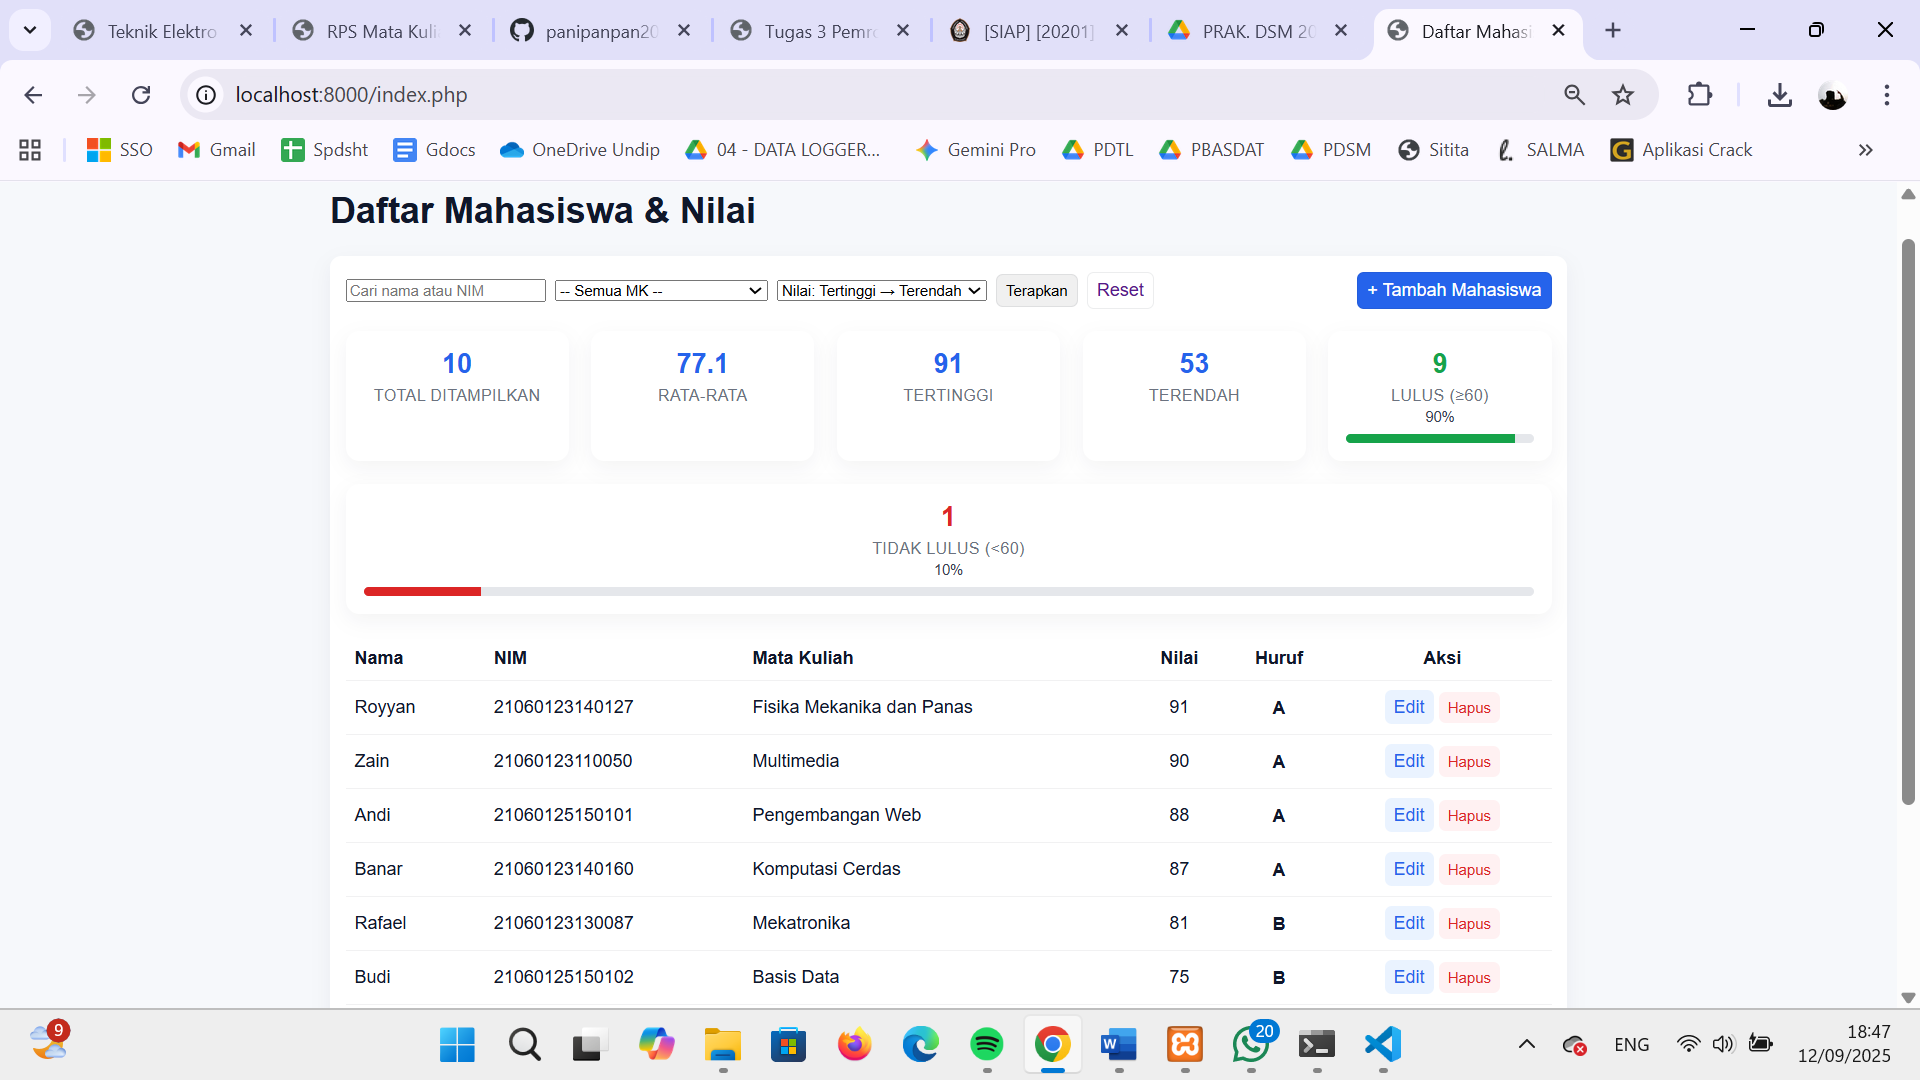 Teknik Elektro
RPS Mata Kuli
panipanpan20
Tugas 3 Pemro
[SIAP] [20201]
PRAK. DSM 20
Daftar Mahasi
localhost:8000/index.php
SSO
Gmail
Spdsht
Gdocs
OneDrive Undip
04 - DATA LOGGER...
Gemini Pro
PDTL
PBASDAT
PDSM
Sitita
SALMA
Aplikasi Crack
Daftar Mahasiswa & Nilai
Cari nama atau NIM
-- Semua MK --
Nilai: Tertinggi → Terendah
Terapkan
Reset
+ Tambah Mahasiswa
10
TOTAL DITAMPILKAN
77.1
RATA-RATA
91
TERTINGGI
53
TERENDAH
9
LULUS (≥60)
90%
1
TIDAK LULUS (<60)
10%
Nama NIM Mata Kuliah Nilai Huruf Aksi
Royyan 21060123140127 Fisika Mekanika dan Panas 91 A Edit Hapus
Zain 21060123110050 Multimedia 90 A Edit Hapus
Andi 21060125150101 Pengembangan Web 88 A Edit Hapus
Banar 21060123140160 Komputasi Cerdas 87 A Edit Hapus
Rafael 21060123130087 Mekatronika 81 B Edit Hapus
Budi 21060125150102 Basis Data 75 B Edit Hapus
9
W
20
ENG
18:47
12/09/2025